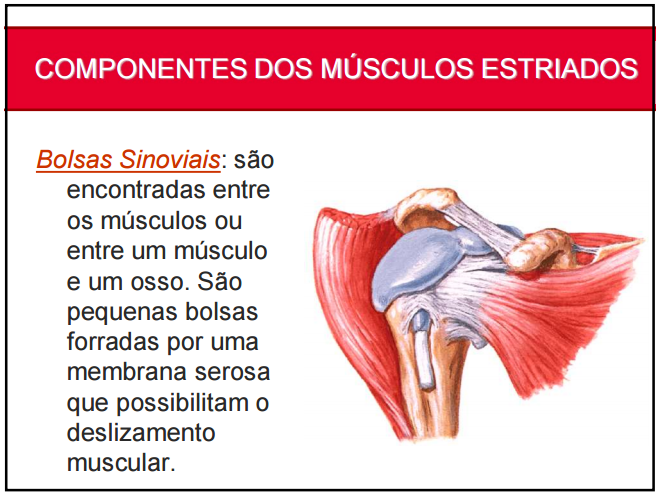 COMPONENTES DOS MÚSCULOS ESTRIADOS
Bolsas Sinoviais: são
encontradas entre
os músculos ou
entre um músculo
e um osso. São
pequenas bolsas
forradas por uma
membrana serosa
que possibilitam o
deslizamento
muscular.